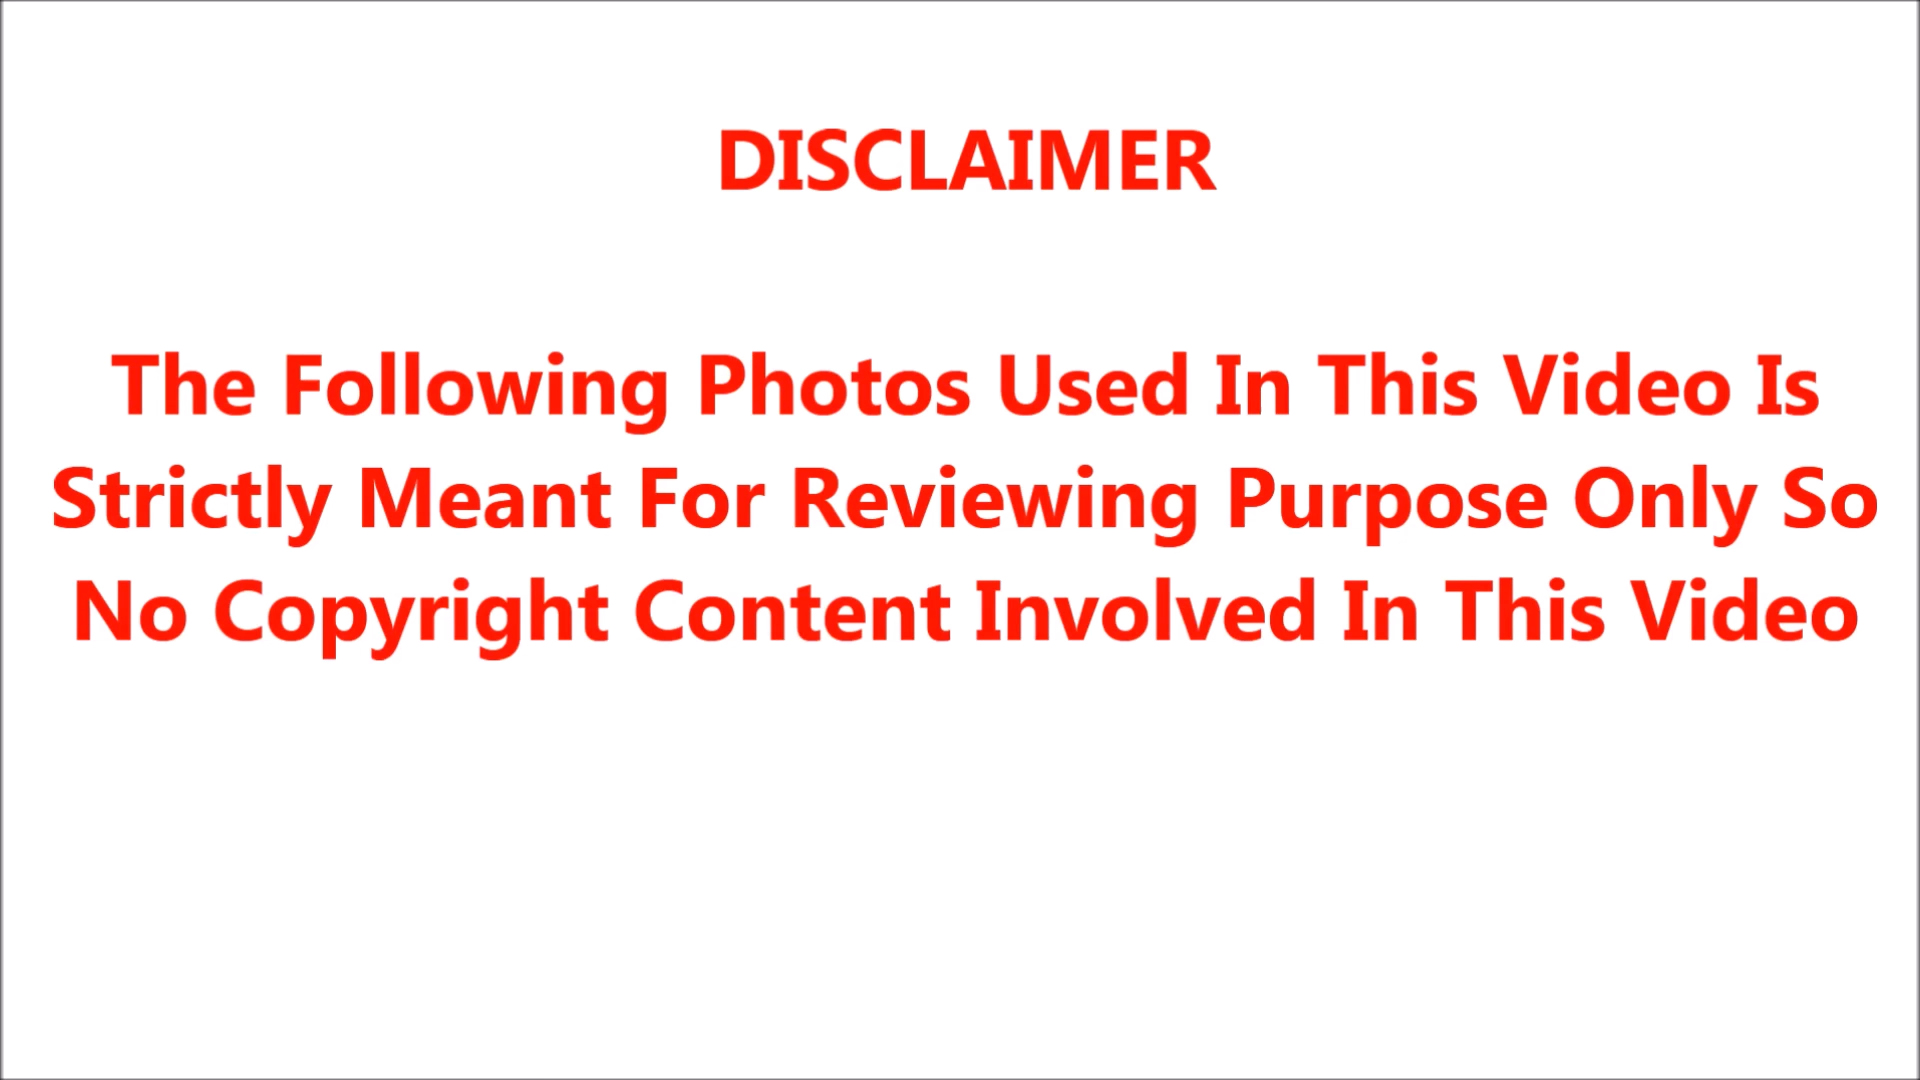 DISCLAIMER
The Following Photos Used In This Video Is
Strictly Meant For Reviewing Purpose Only So
No Copyright Content Involved In This Video